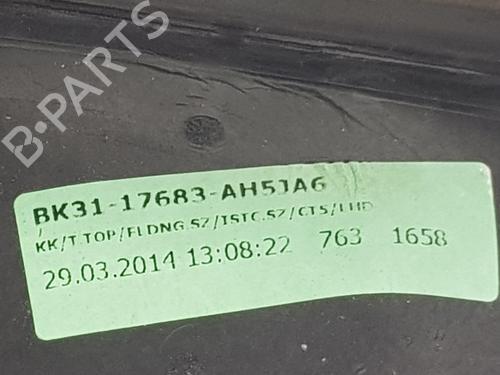 B-PARTS
BK31-17683-AH5JA6
KK/T.TOP/FLDNG.SZ/TSTC.SZ/CTS/LHD
29.03.2014 13:08:22 763 1658